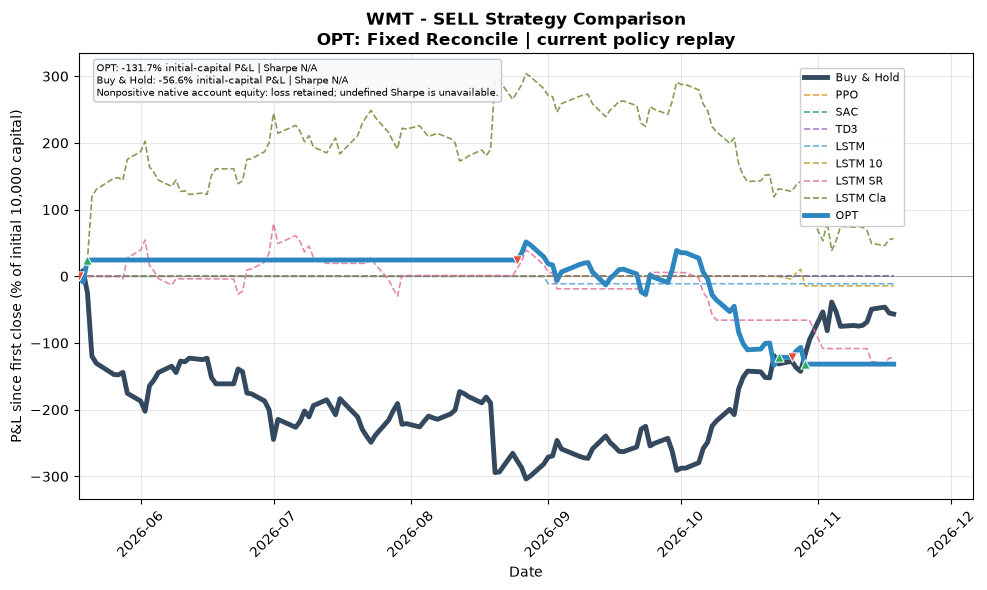 WMT - SELL Strategy Comparison
OPT: Fixed Reconcile | current policy replay
OPT: -131.7% initial-capital P&L | Sharpe N/A
Buy & Hold: -56.6% initial-capital P&L | Sharpe N/A
Nonpositive native account equity: loss retained; undefined Sharpe is unavailable.
Buy & Hold
PPO
SAC
TD3
LSTM
LSTM 10
LSTM SR
LSTM Cla
OPT
P&L since first close (% of initial 10,000 capital)
300
200
100
0
−100
−200
−300
2026-06
2026-07
2026-08
2026-09
2026-10
2026-11
2026-12
Date